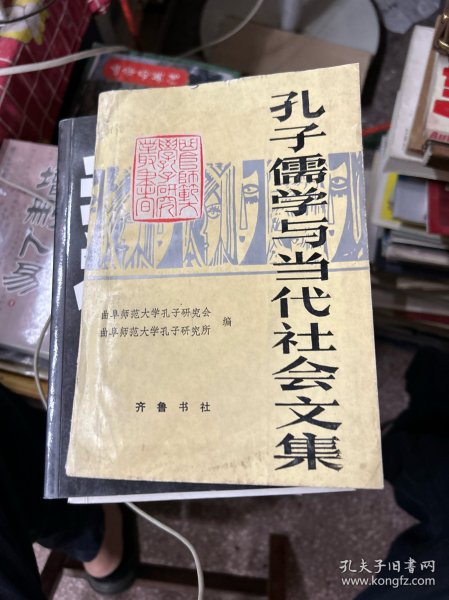 孔子儒学与当代社会文集
曲阜师范大学孔子研究会
曲阜师范大学孔子研究所
编
齐鲁书社
孔夫子旧书网
www.kongfz.com